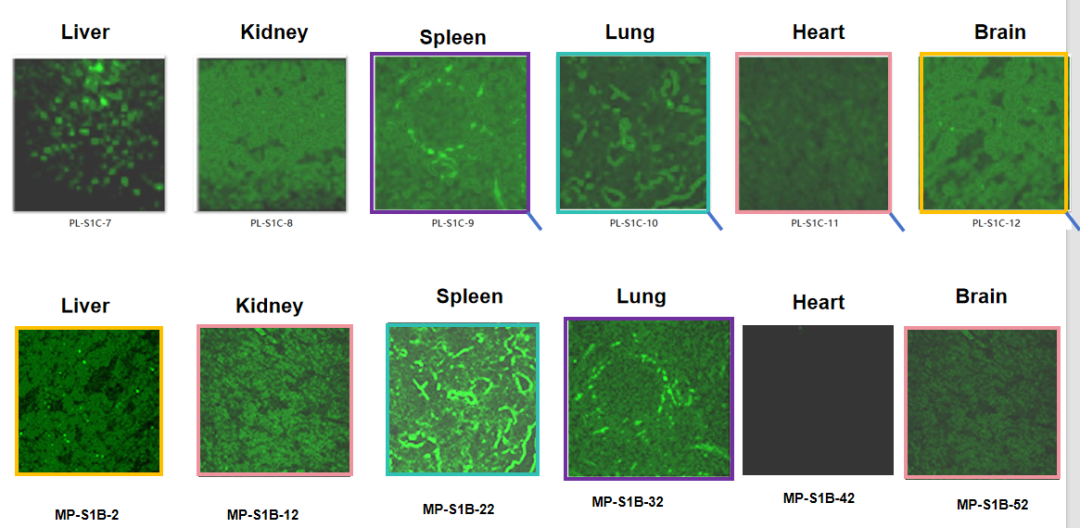 Liver Kidney Spleen Lung Heart Brain
PL-S1C-7 PL-S1C-8 PL-S1C-9 PL-S1C-10 PL-S1C-11 PL-S1C-12
Liver Kidney Spleen Lung Heart Brain
MP-S1B-2 MP-S1B-12 MP-S1B-22 MP-S1B-32 MP-S1B-42 MP-S1B-52